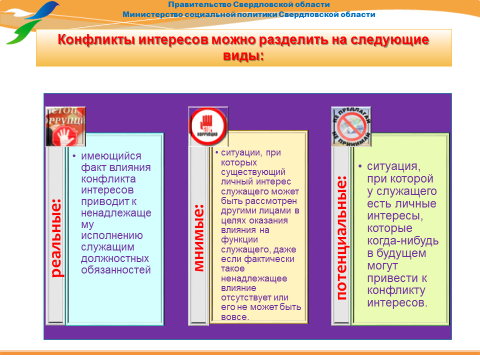 Правительство Свердловской области
Министерство социальной политики Свердловской области
Конфликты интересов можно разделить на следующие
виды:
реальные:
• имеющийся
факт влияния
конфликта
интересов
приводит к
ненадлежаще
му
исполнению
служащим
должностных
обязанностей
мнимые:
• ситуации, при
которых
существующий
личный интерес
служащего может
быть рассмотрен
другими лицами в
целях оказания
влияния на
функции
служащего, даже
если фактически
такое
ненадлежащее
влияние
отсутствует или
его не может быть
вовсе.
НЕ ПРЕДЛАГАЙ
НЕ ПРИНИМАЙ
потенциальные:
• ситуация,
при которой
у служащего
есть личные
интересы,
которые
когда-нибудь
в будущем
могут
привести к
конфликту
интересов.